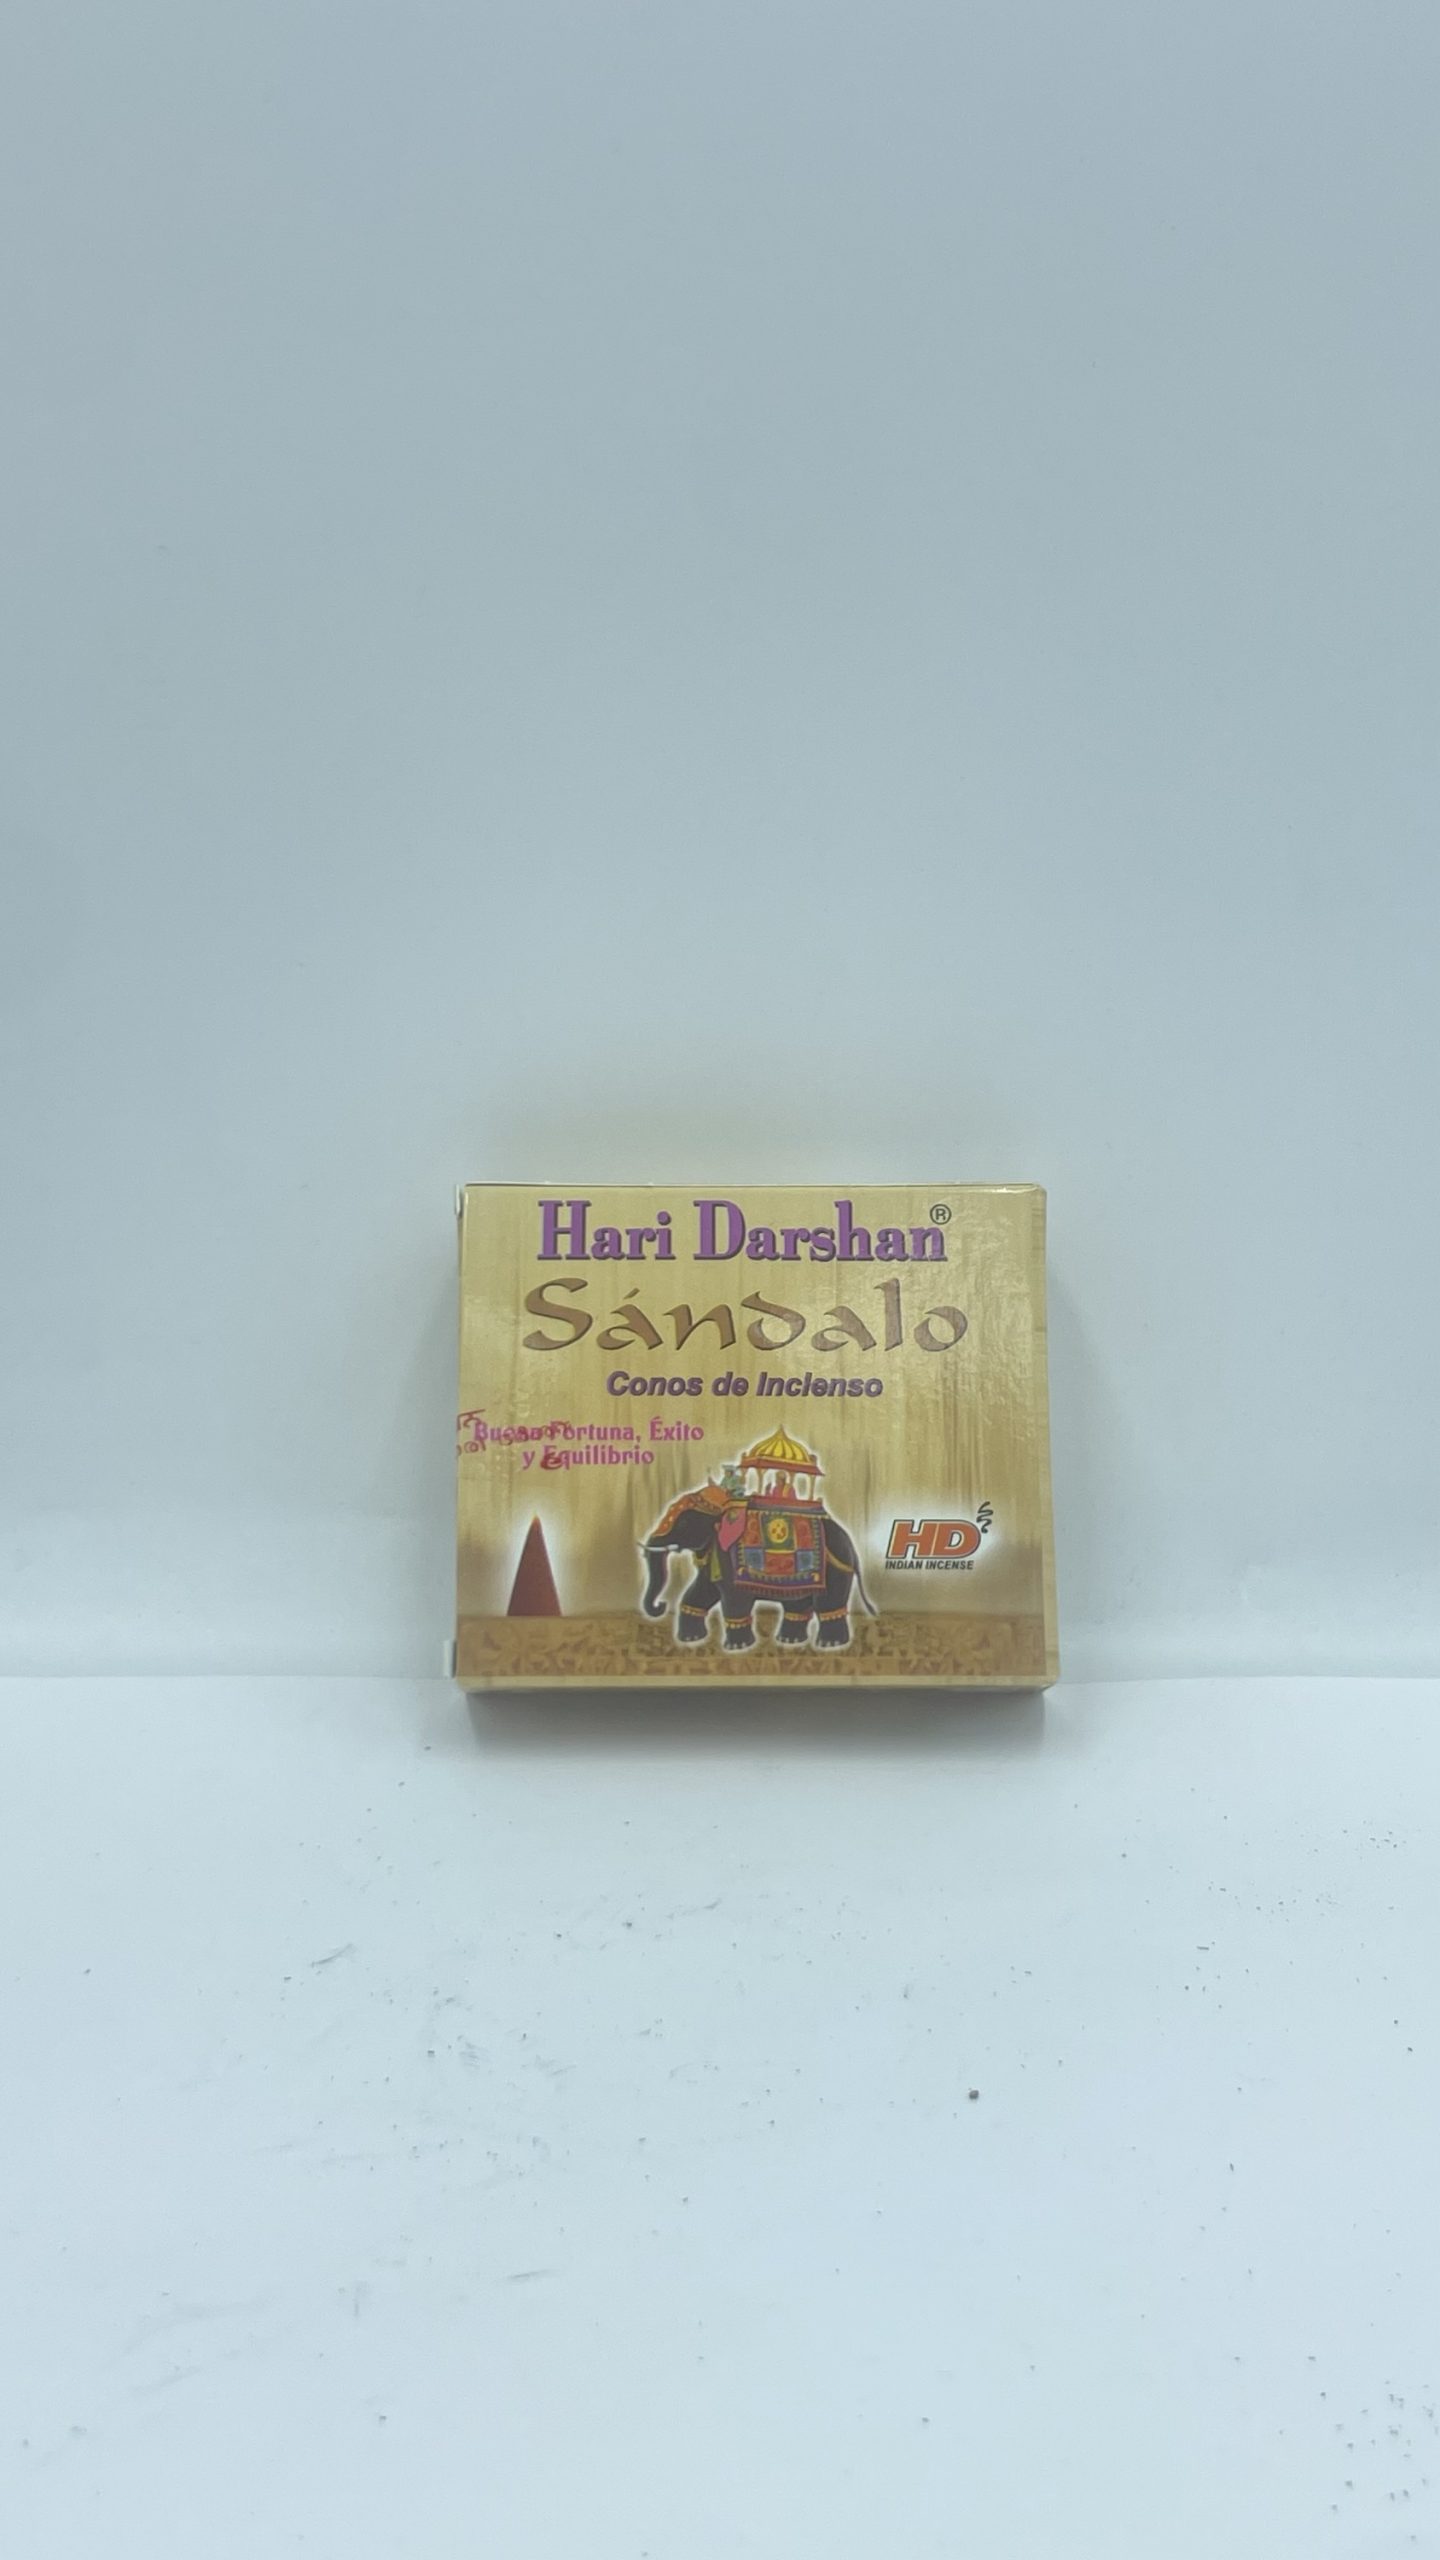 Hari Darshan®
Sándalo
Conos de Incienso
Buena Fortuna, Éxito
y Equilibrio
HD
INDIAN INCENSE